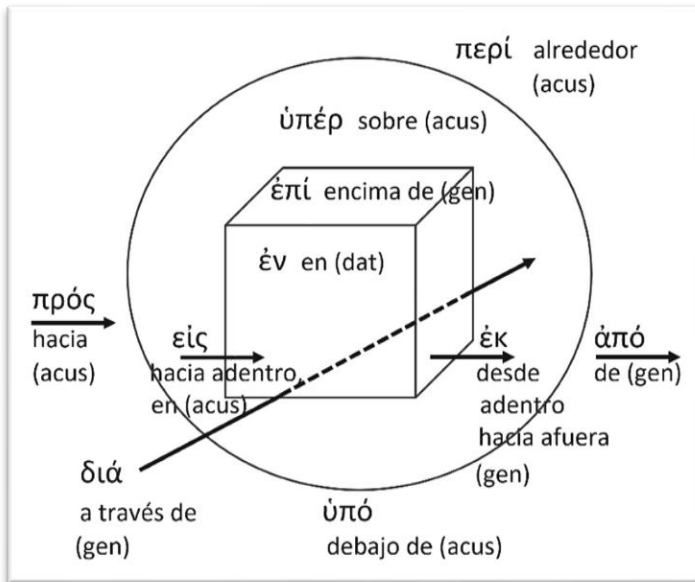 περί alrededor
(acus)
ὑπέρ sobre (acus)
ἐπί encima de (gen)
ἐν en (dat)
πρός
hacia
(acus)
εἰς
hacia adentro,
en (acus)
ἐκ
desde
adentro
hacia afuera
(gen)
ἀπό
de (gen)
διά
a través de
(gen)
ὑπό
debajo de (acus)